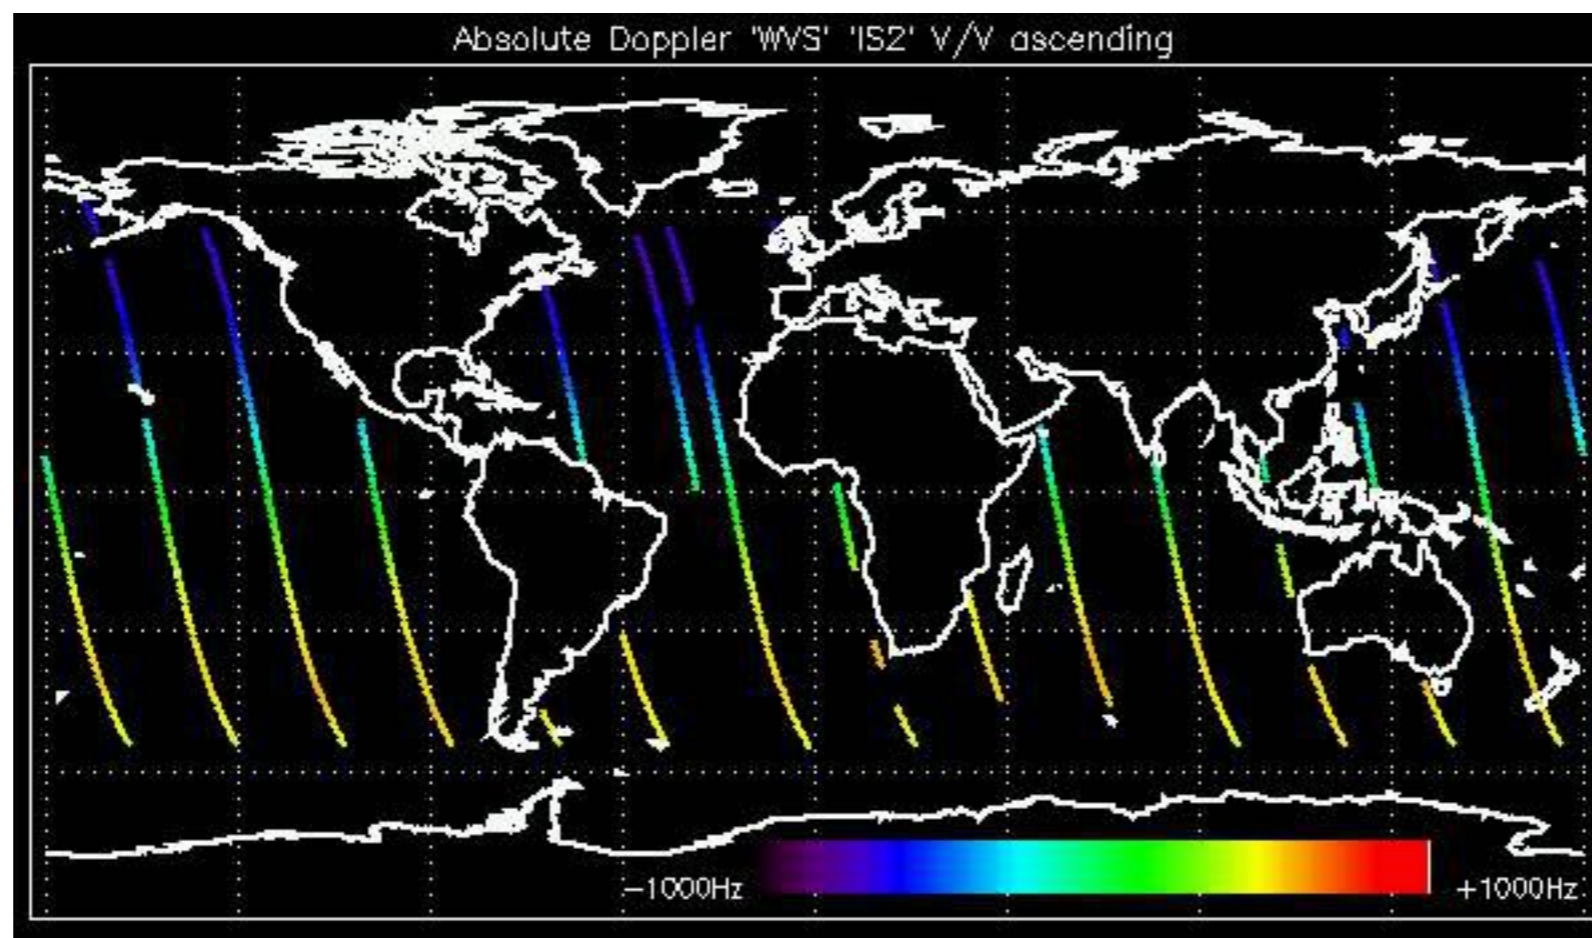 Absolute Doppler 'WVS' 'IS2' V/V ascending
−1000Hz +1000Hz